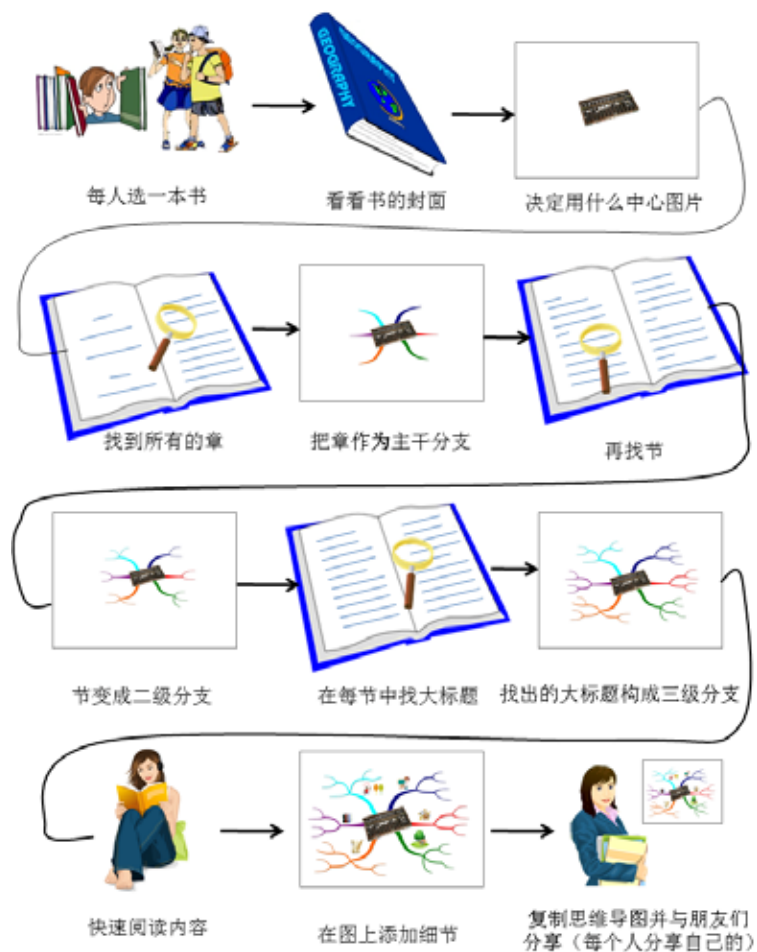 GEOGRAPHY
GEOGRAPHY
每人选一本书
看看书的封面
决定用什么中心图片
找到所有的章
把章作为主干分支
再找节
节变成二级分支
在每节中找大标题
找出的大标题构成三级分支
快速阅读内容
在图上添加细节
复制思维导图并与朋友们
分享（每个人分享自己的）